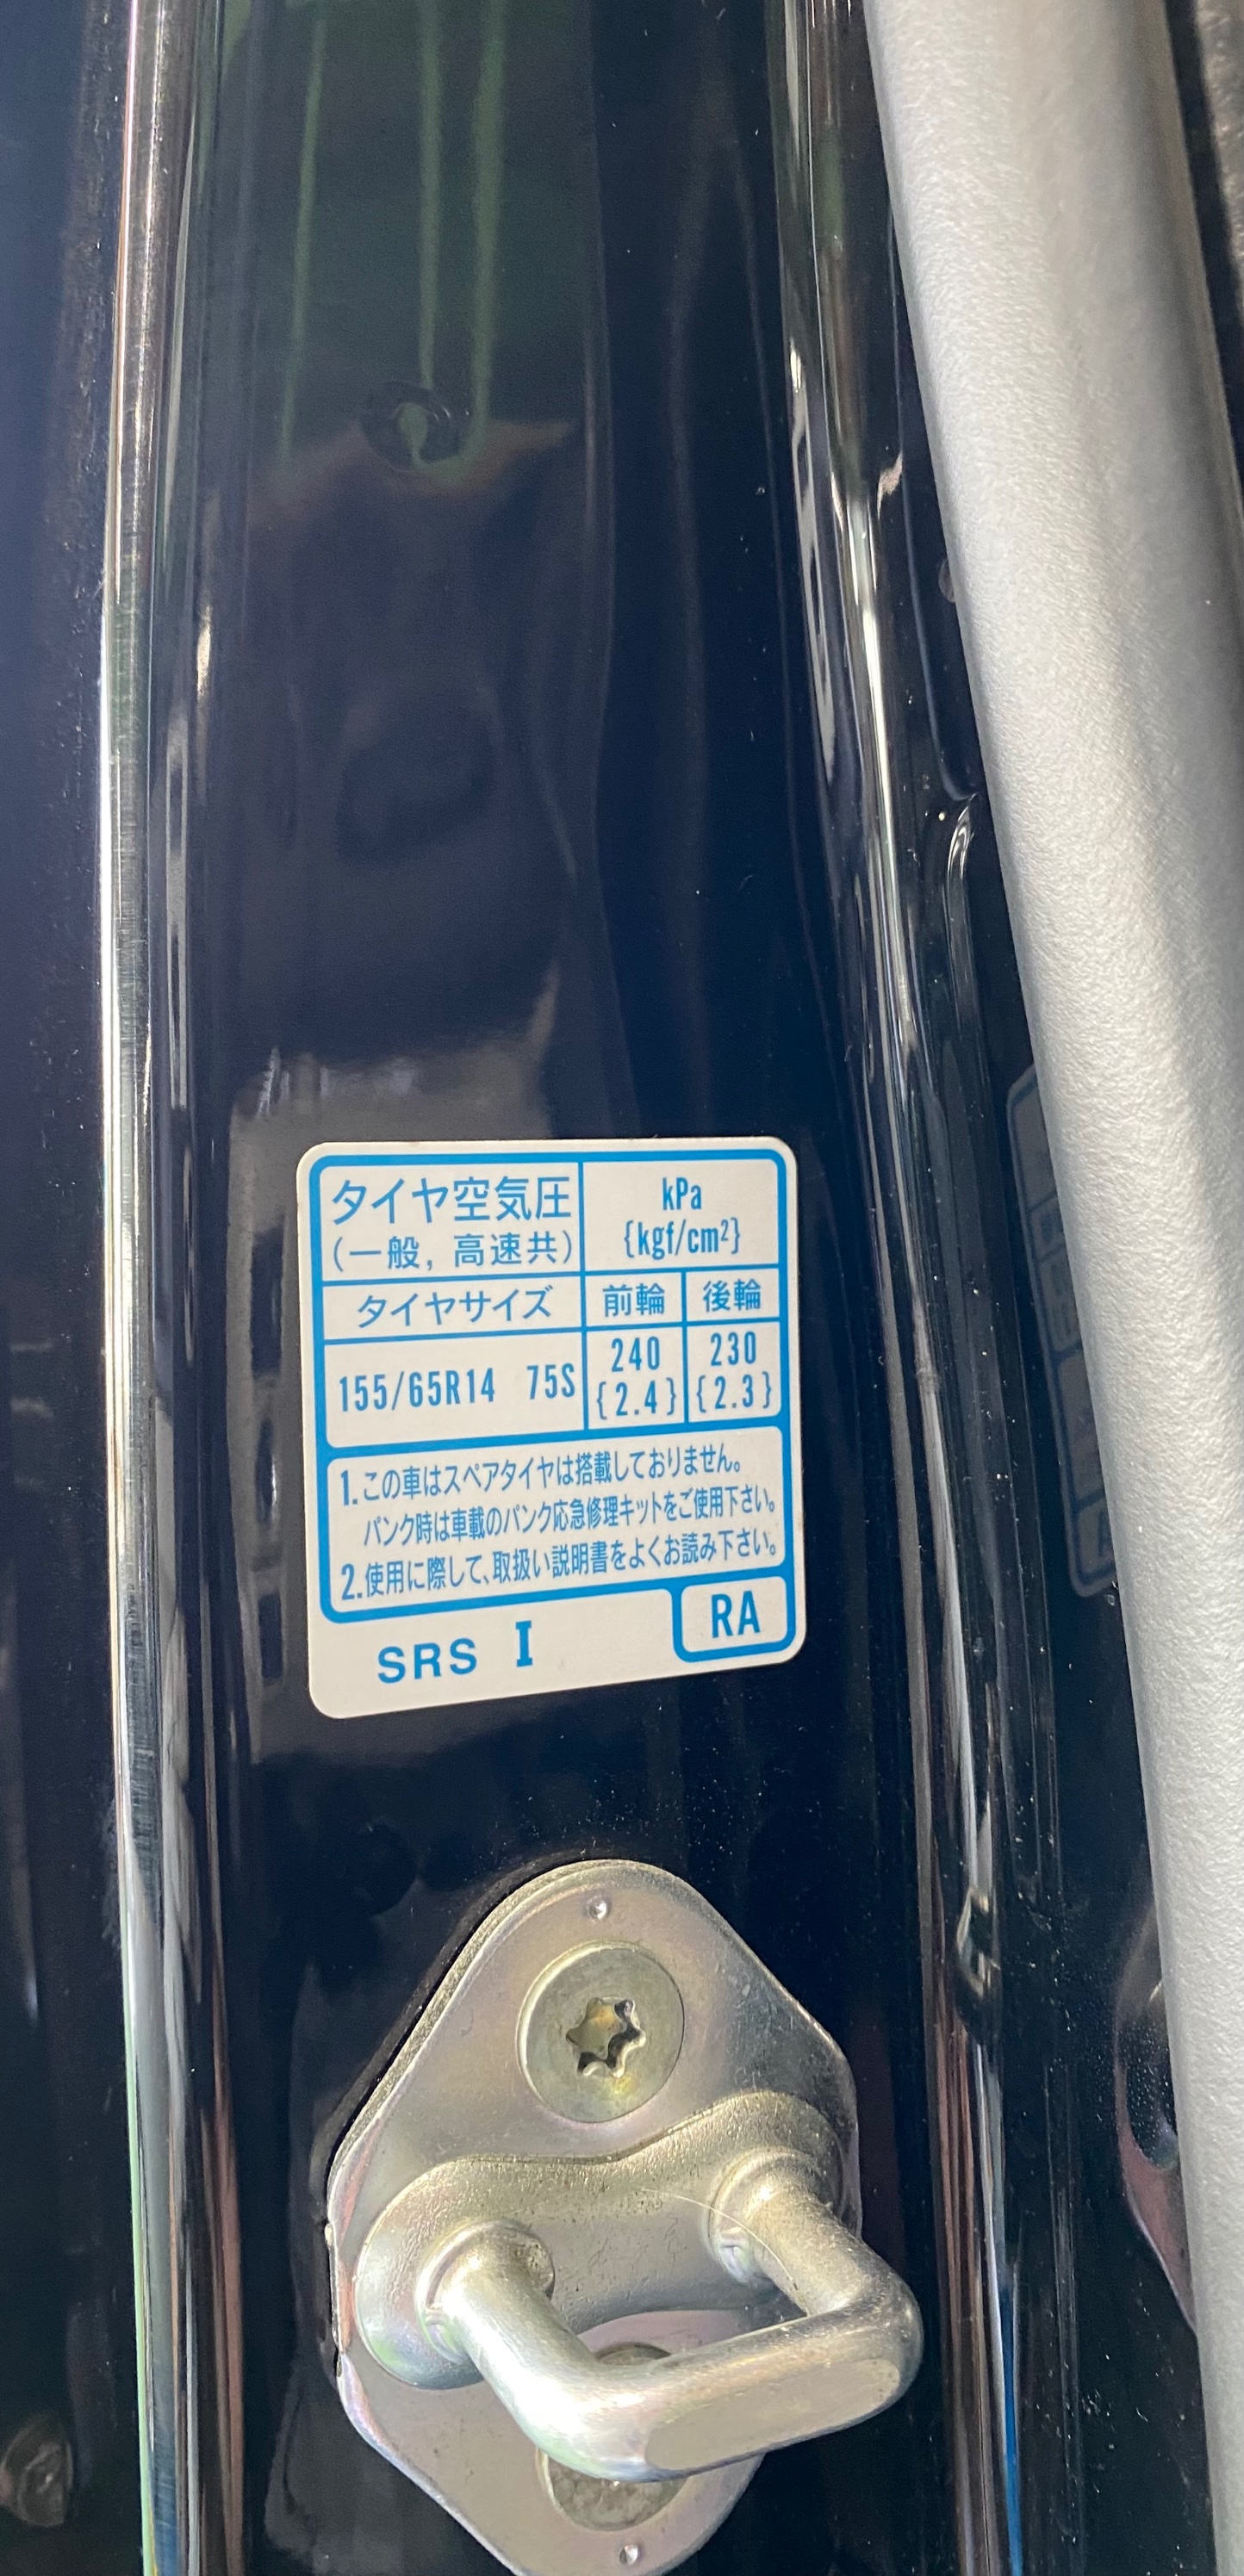 タイヤ空気圧
(一般, 高速共)
kPa
{kgf/cm²}
タイヤサイズ
前輪
後輪
155/65R14 75S
240
{2.4}
230
{2.3}
1.この車はスペアタイヤは搭載しておりません。
パンク時は車載のパンク応急修理キットをご使用下さい。
2.使用に際して、取扱い説明書をよくお読み下さい。
SRS I
RA